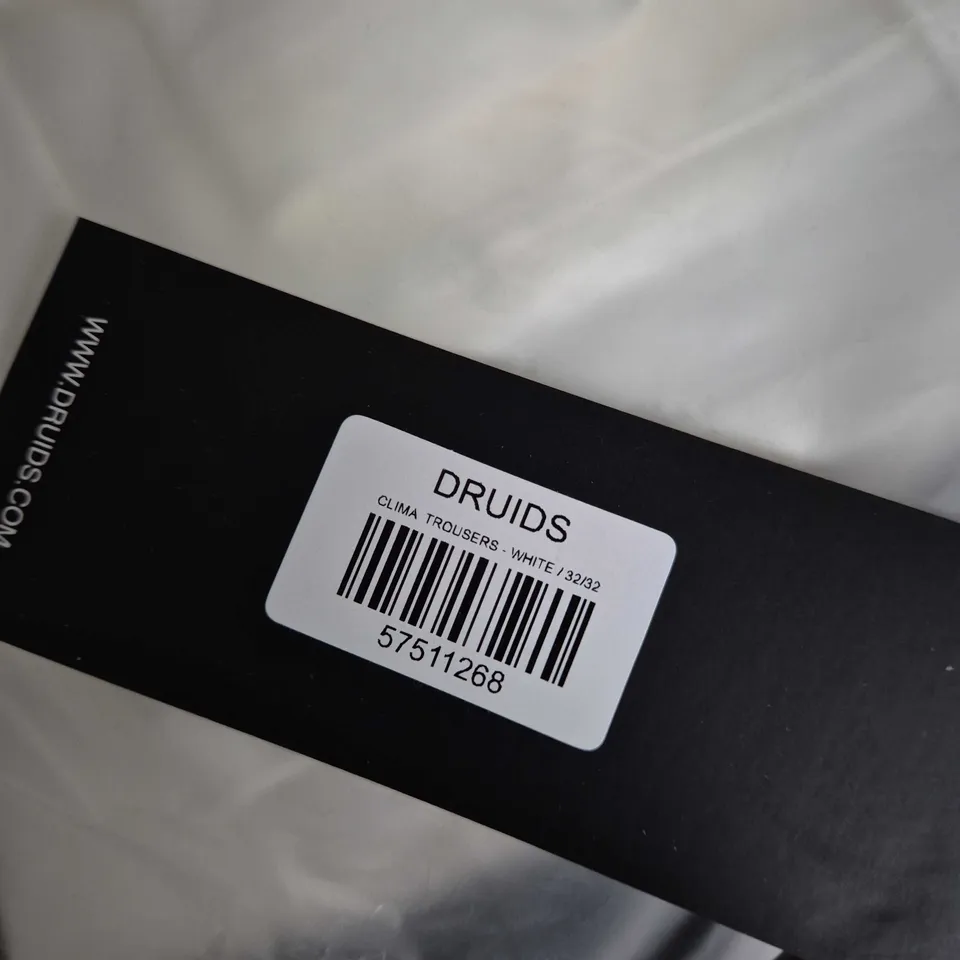 WWW.DRUIDS.COM
DRUIDS
CLIMA TROUSERS - WHITE / 32/32
57511268